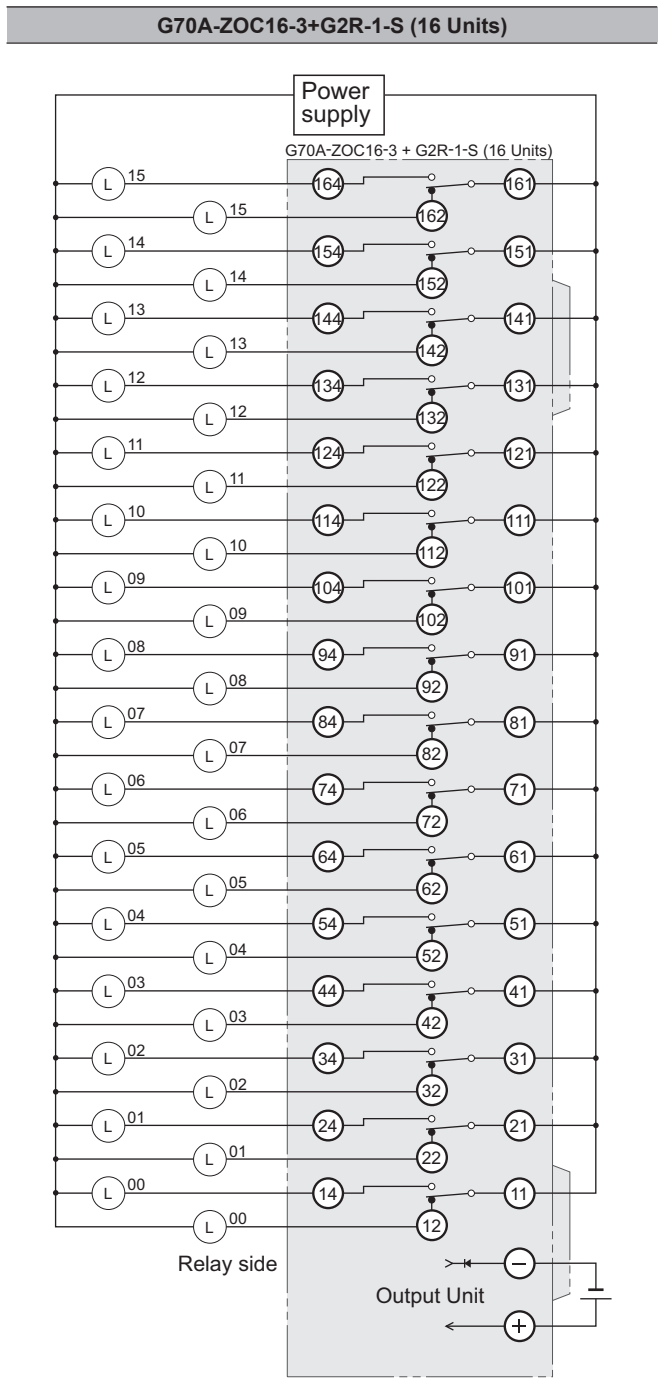 G70A-ZOC16-3+G2R-1-S (16 Units)
Power
supply
G70A-ZOC16-3 + G2R-1-S (16 Units)
L 15 164 161
L 15 162
L 14 154 151
L 14 152
L 13 144 141
L 13 142
L 12 134 131
L 12 132
L 11 124 121
L 11 122
L 10 114 111
L 10 112
L 09 104 101
L 09 102
L 08 94 91
L 08 92
L 07 84 81
L 07 82
L 06 74 71
L 06 72
L 05 64 61
L 05 62
L 04 54 51
L 04 52
L 03 44 41
L 03 42
L 02 34 31
L 02 32
L 01 24 21
L 01 22
L 00 14 11
L 00 12
Relay side
−
Output Unit
+